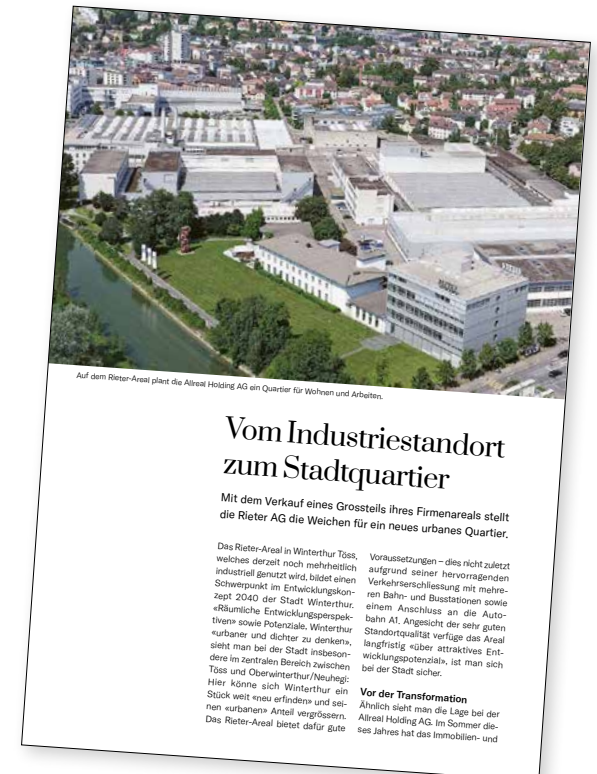 Auf dem Rieter-Areal plant die Allreal Holding AG ein Quartier für Wohnen und Arbeiten.
Vom Industriestandort
zum Stadtquartier
Mit dem Verkauf eines Grossteils ihres Firmenareals stellt
die Rieter AG die Weichen für ein neues urbanes Quartier.
Das Rieter-Areal in Winterthur Töss,
welches derzeit noch mehrheitlich
industriell genutzt wird, bildet einen
Schwerpunkt im Entwicklungskon-
zept 2040 der Stadt Winterthur.
«Räumliche Entwicklungsperspek-
tiven» sowie Potenziale. Winterthur
«urbaner und dichter zu denken»,
sieht man bei der Stadt insbeson-
dere im zentralen Bereich zwischen
Töss und Oberwinterthur/Neuhegi:
Hier könne sich Winterthur ein
Stück weit «neu erfinden» und sei-
nen «urbanen» Anteil vergrössern.
Das Rieter-Areal bietet dafür gute
Voraussetzungen – dies nicht zuletzt
aufgrund seiner hervorragenden
Verkehrserschliessung mit mehre-
ren Bahn- und Busstationen sowie
einem Anschluss an die Auto-
bahn A1. Angesicht der sehr guten
Standortqualität verfüge das Areal
langfristig «über attraktives Ent-
wicklungspotenzial», ist man sich
bei der Stadt sicher.
Vor der Transformation
Ähnlich sieht man die Lage bei der
Allreal Holding AG. Im Sommer die-
ses Jahres hat das Immobilien- und